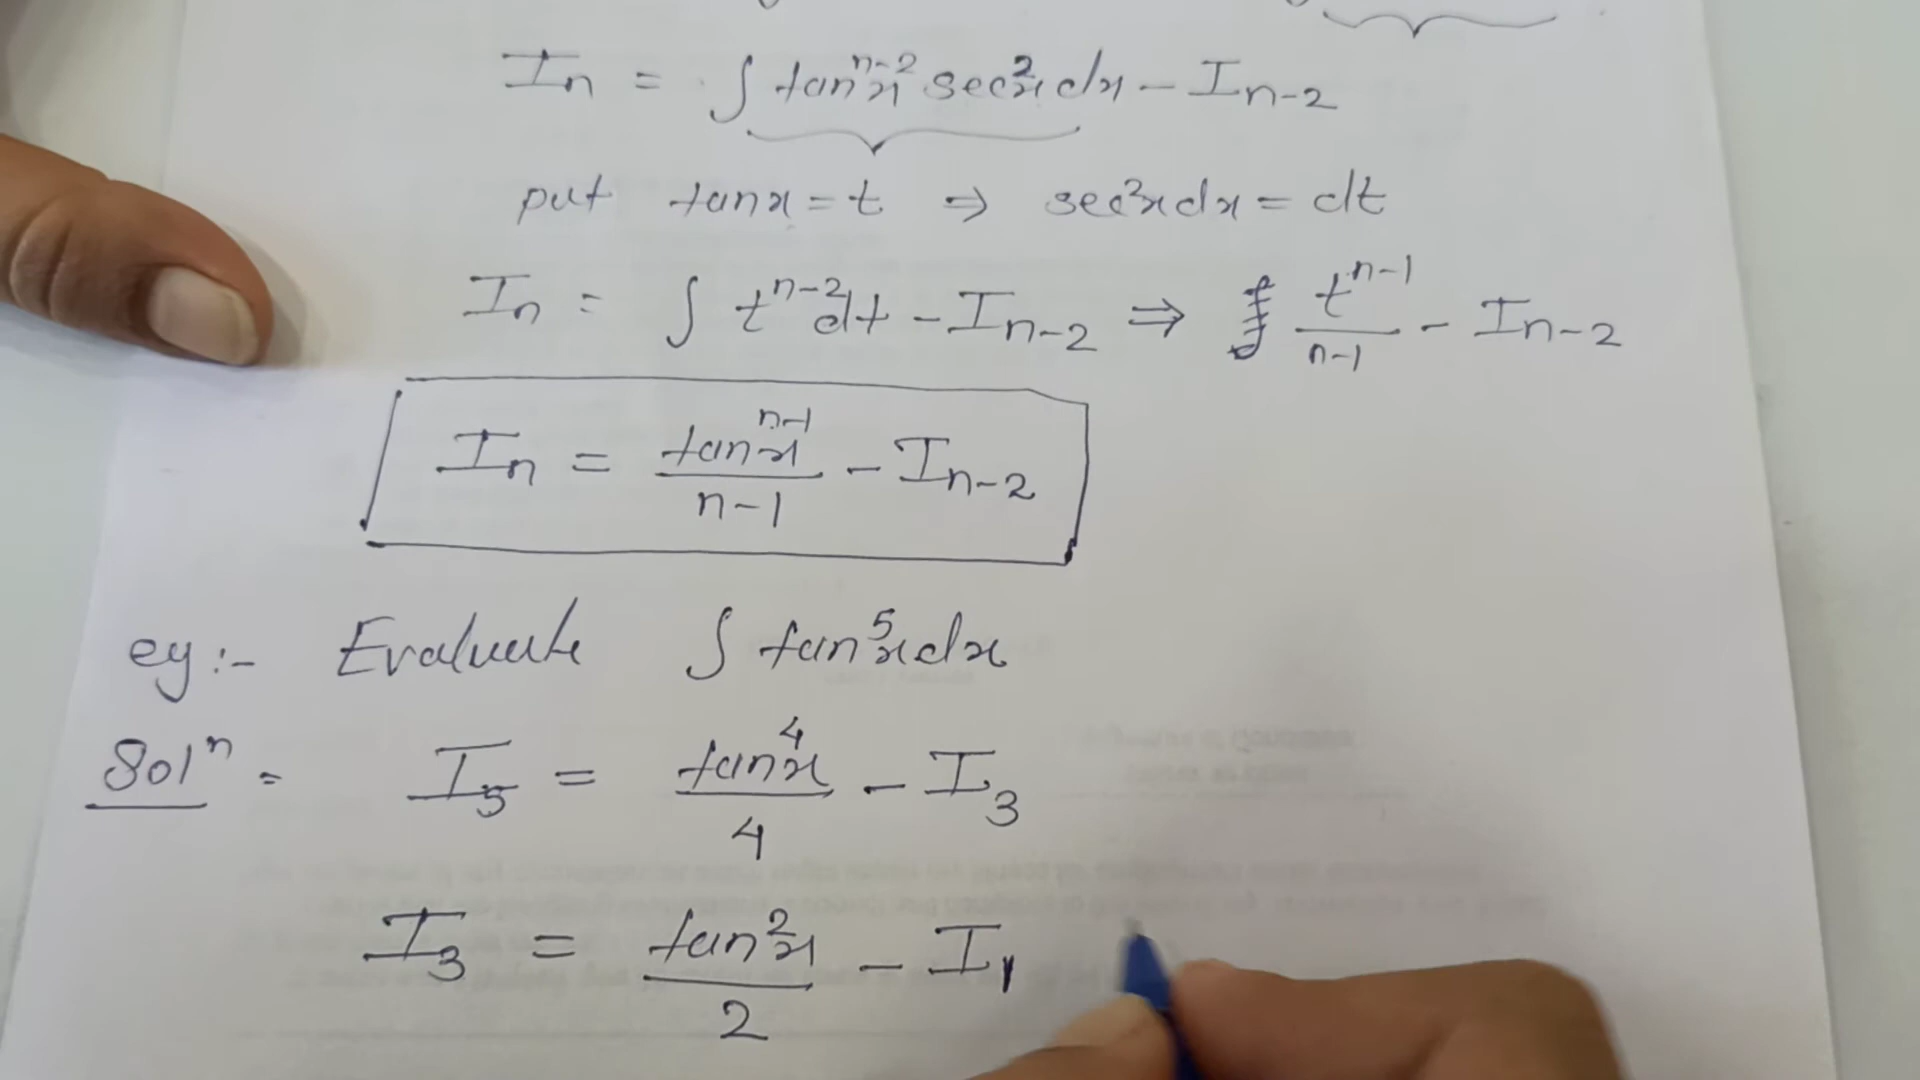 Iₙ = ∫ tanⁿ⁻²x sec²x dx - Iₙ₋₂
put tanx = t ⇒ sec²x dx = dt
Iₙ = ∫ tⁿ⁻² dt - Iₙ₋₂ ⇒ tⁿ⁻¹/(n-1) - Iₙ₋₂
Iₙ = tanⁿ⁻¹x/(n-1) - Iₙ₋₂
eg:- Evaluate ∫ tan⁵x dx
Solⁿ = I₅ = tan⁴x/4 - I₃
I₃ = tan²x/2 - I₁